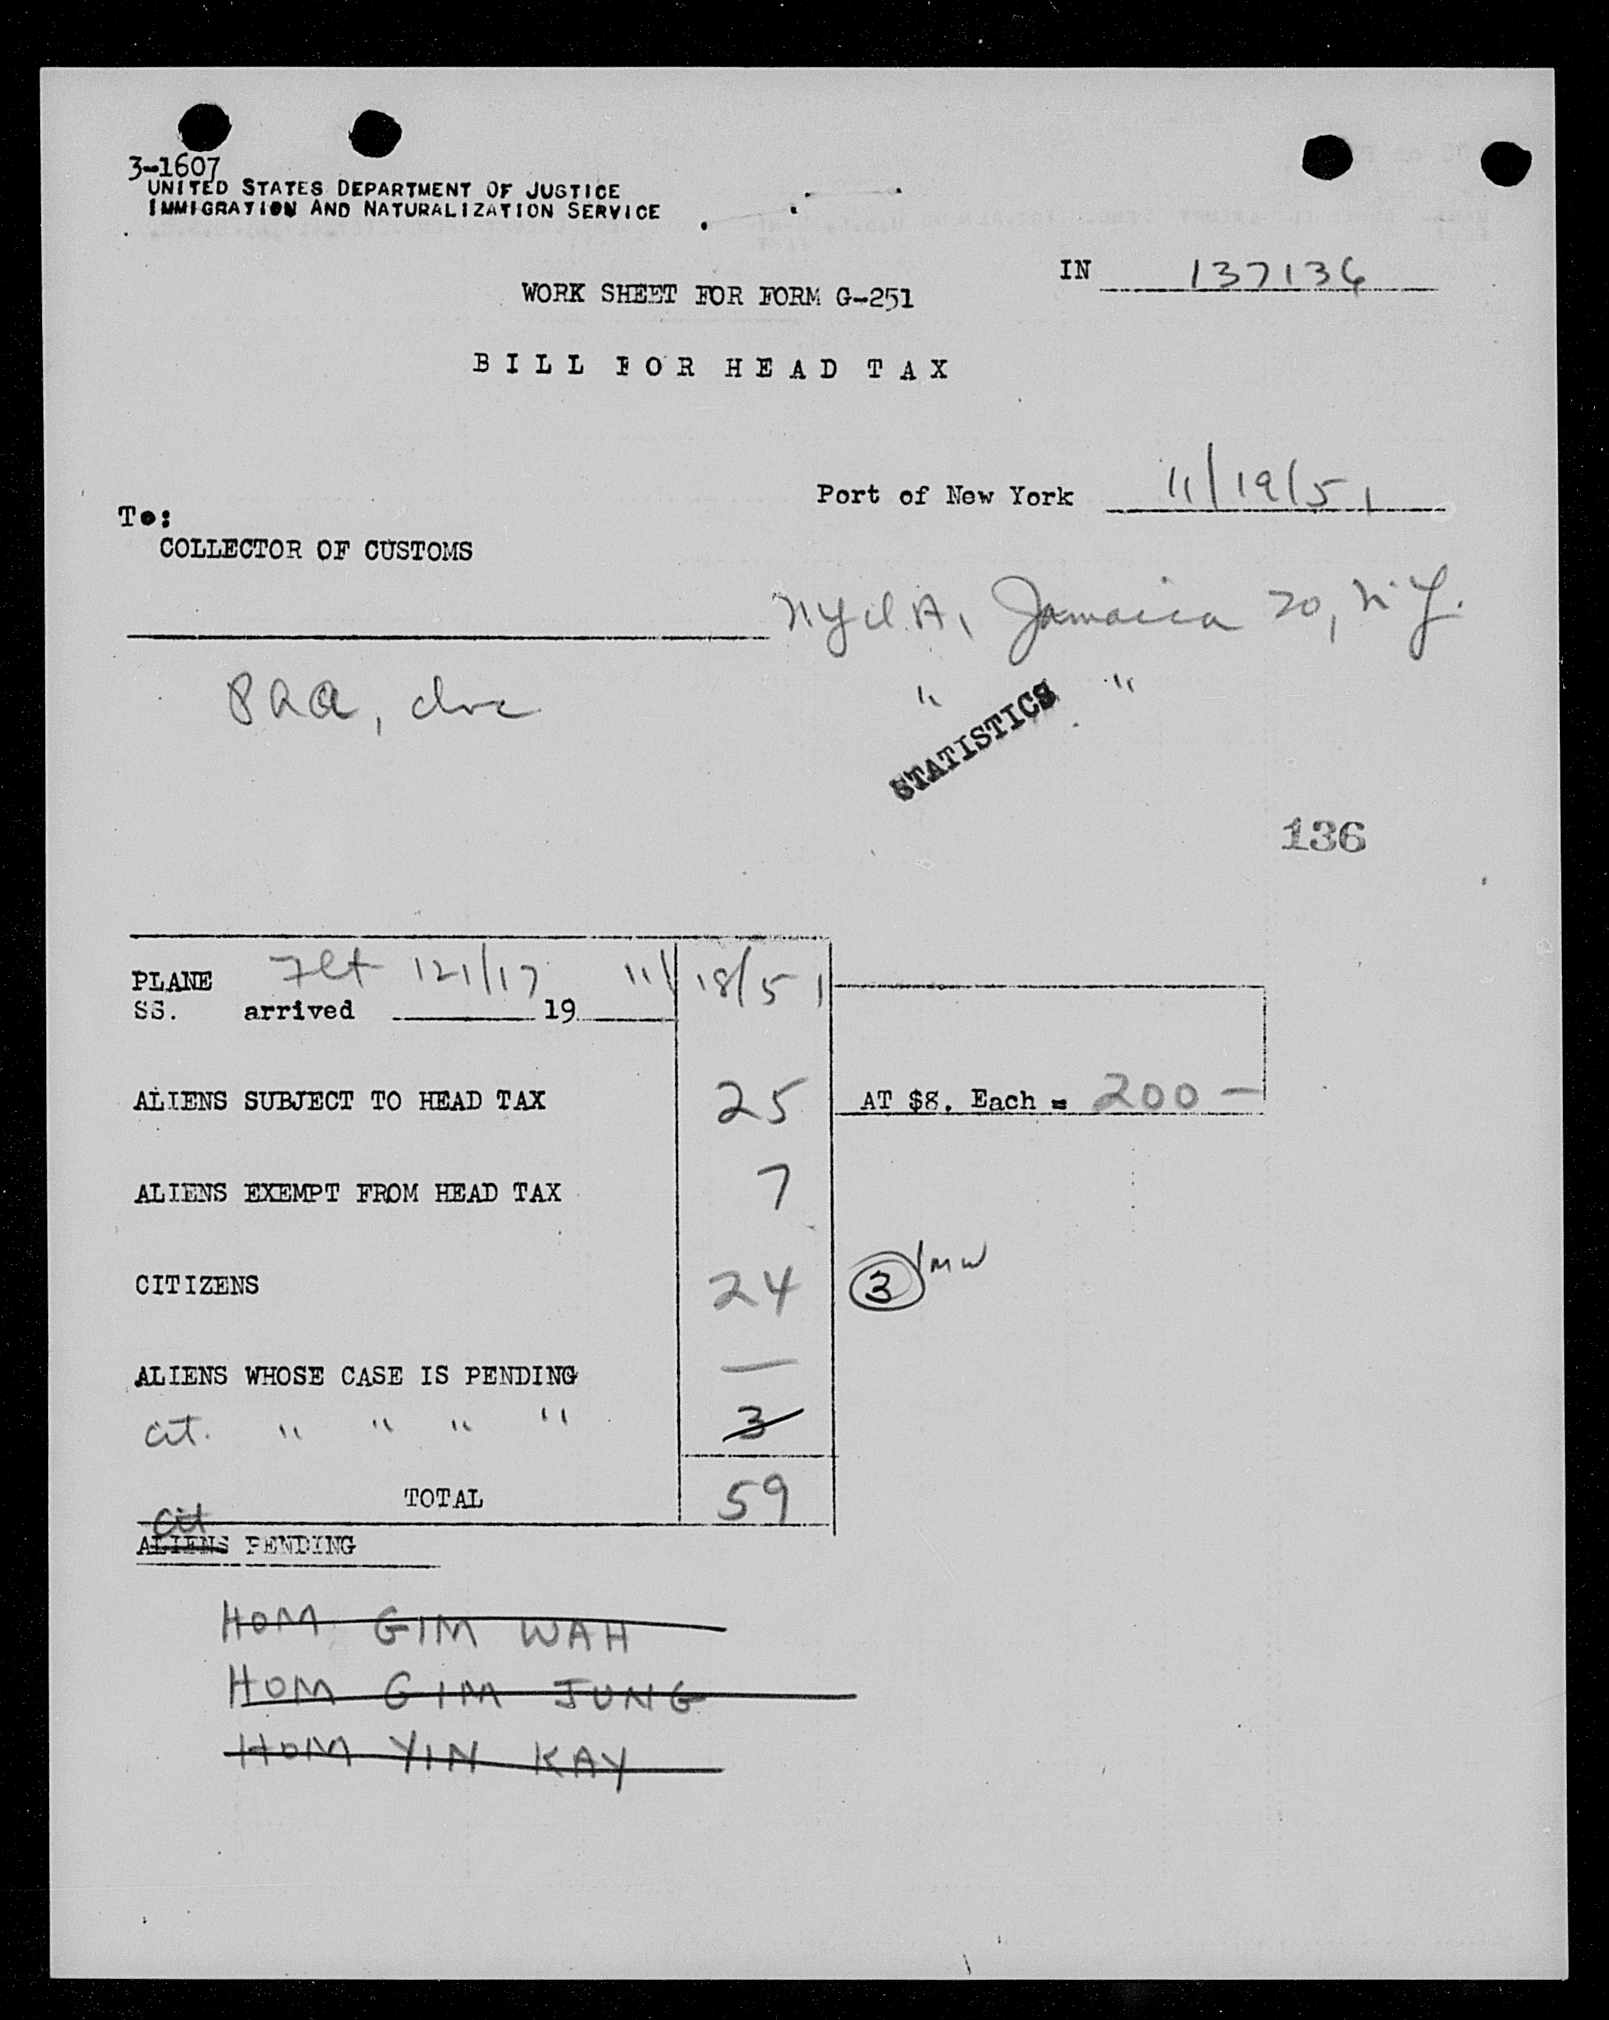 3-1607
UNITED STATES DEPARTMENT OF JUSTICE
IMMIGRATION AND NATURALIZATION SERVICE
IN 137136
WORK SHEET FOR FORM G-251
BILL FOR HEAD TAX
Port of New York 11/19/51
To:
COLLECTOR OF CUSTOMS
N.Y.I.A, Jamaica 20, N.Y.
PAA, Inc " "
STATISTICS
136
PLANE Flt 121/17 11/18/51
SS. arrived 19
ALIENS SUBJECT TO HEAD TAX 25 AT $8. Each = 200 —
ALIENS EXEMPT FROM HEAD TAX 7
CITIZENS 24 3 / MW
ALIENS WHOSE CASE IS PENDING —
Cit. " " " " 3
TOTAL 59
Cit
ALIENS PENDING
HOM GIM WAH
HOM GIM JUNG
HOM YIN KAY